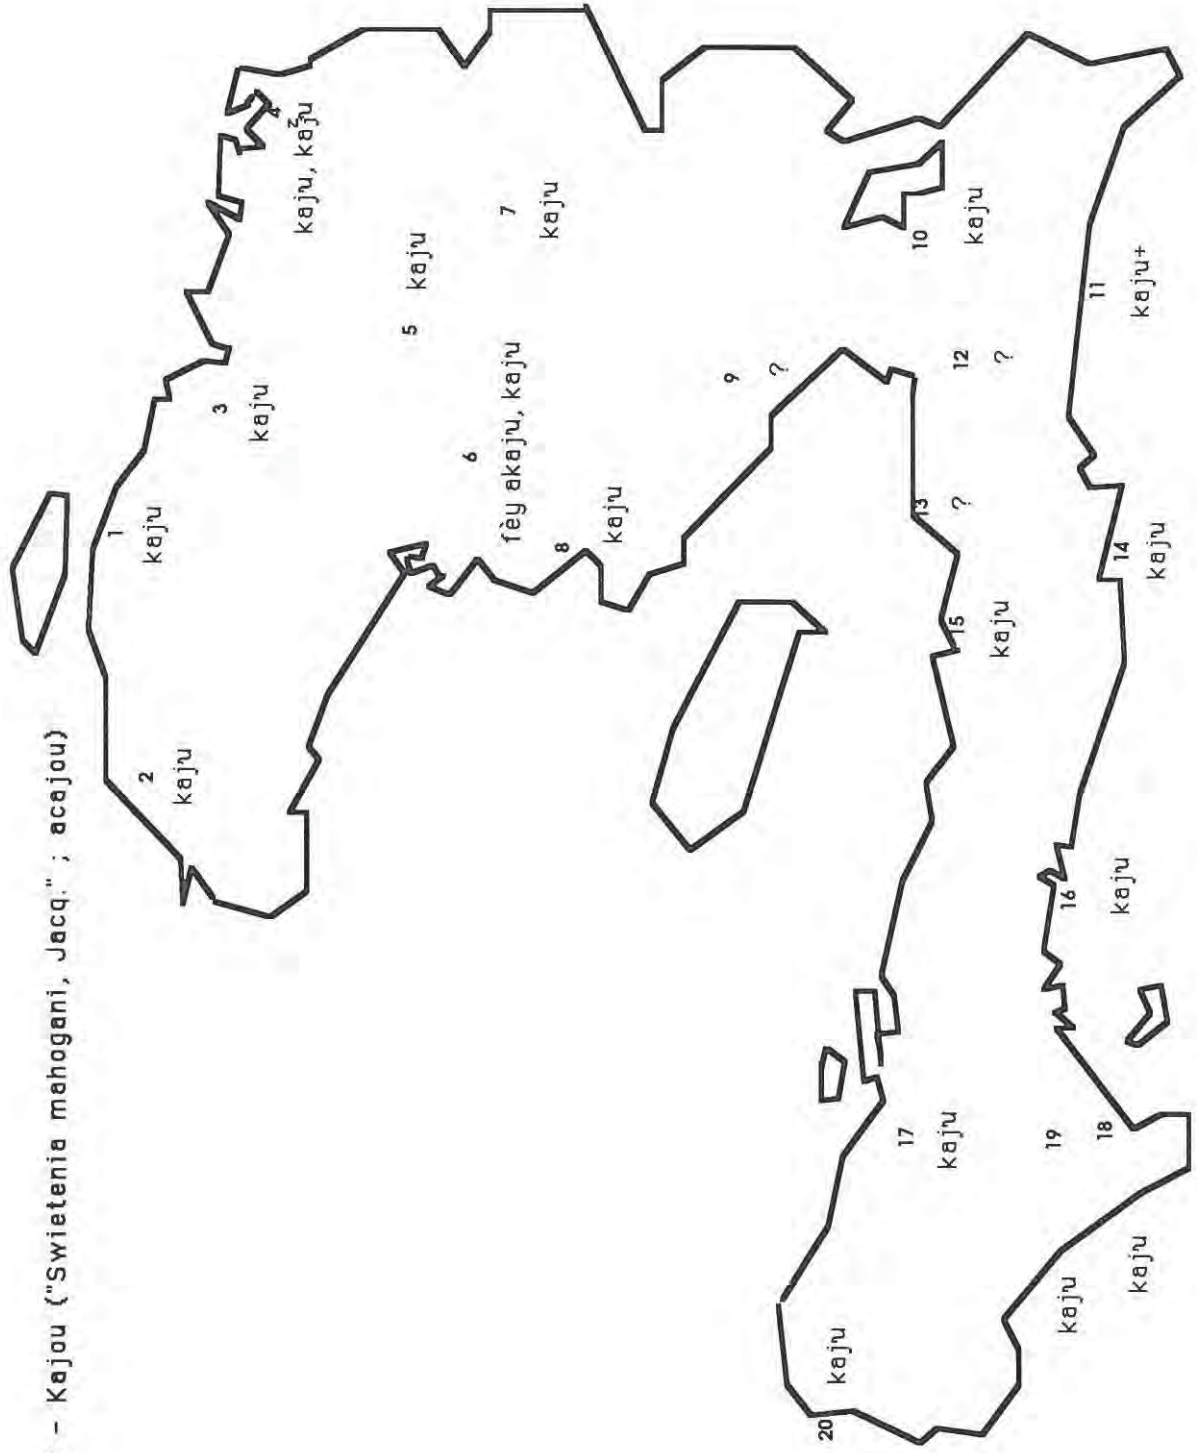 - Kajou ("Swietenia mahogani, Jacq." ; acajou)
1
kaju
2
kaju
3
kaju
4
z
kaju, kaju
5
kaju
6
fèy akaju, kaju
7
kaju
8
kaju
9
?
10
kaju
11
kaju+
12
?
13
?
14
kaju
15
kaju
16
kaju
17
kaju
18
kaju
19
kaju
20
kaju